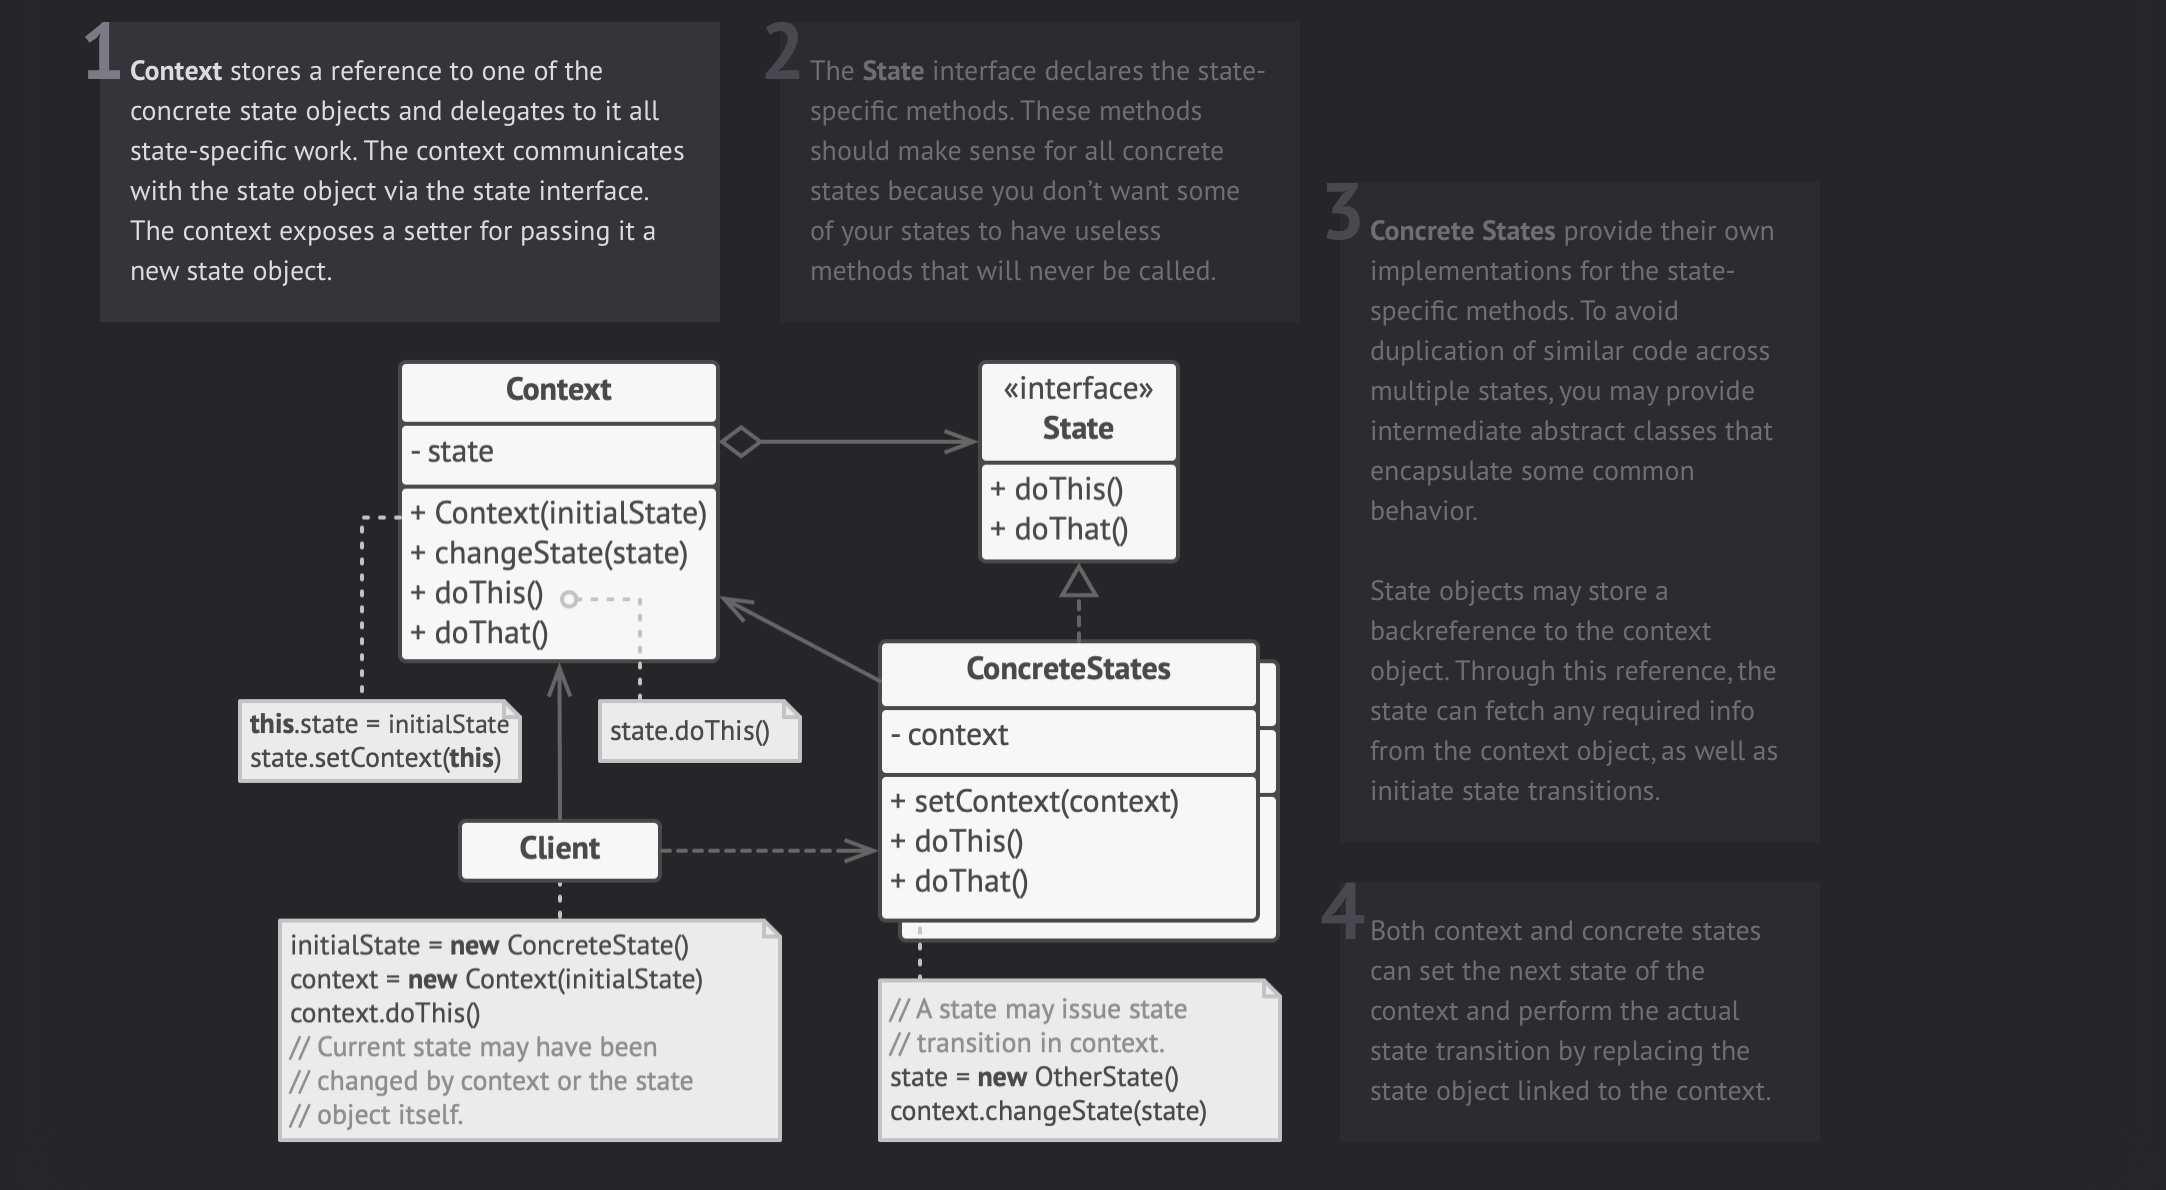 1
Context stores a reference to one of the
concrete state objects and delegates to it all
state-specific work. The context communicates
with the state object via the state interface.
The context exposes a setter for passing it a
new state object.
2
The State interface declares the state-
specific methods. These methods
should make sense for all concrete
states because you don’t want some
of your states to have useless
methods that will never be called.
3
Concrete States provide their own
implementations for the state-
specific methods. To avoid
duplication of similar code across
multiple states, you may provide
intermediate abstract classes that
encapsulate some common
behavior.
State objects may store a
backreference to the context
object. Through this reference, the
state can fetch any required info
from the context object, as well as
initiate state transitions.
4
Both context and concrete states
can set the next state of the
context and perform the actual
state transition by replacing the
state object linked to the context.
Context
- state
+ Context(initialState)
+ changeState(state)
+ doThis()
+ doThat()
«interface»
State
+ doThis()
+ doThat()
this.state = initialState
state.setContext(this)
state.doThis()
ConcreteStates
- context
+ setContext(context)
+ doThis()
+ doThat()
Client
initialState = new ConcreteState()
context = new Context(initialState)
context.doThis()
// Current state may have been
// changed by context or the state
// object itself.
// A state may issue state
// transition in context.
state = new OtherState()
context.changeState(state)